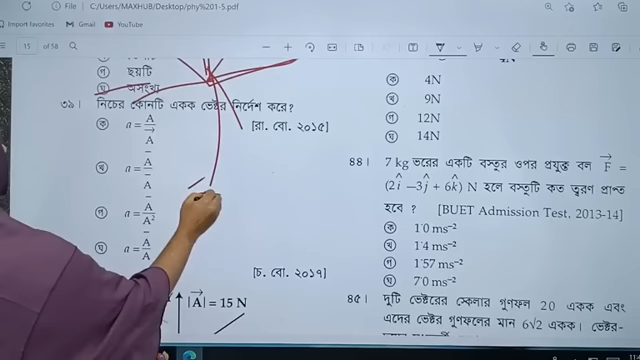 C:/Users/MAXHUB/Desktop/phy%201-5.pdf
Import favorites
Gmail
YouTube
15 of 58
গ ছয়টি
ঘ অসংখ্য
৩৯। নিচের কোনটি একক ভেক্টর নির্দেশ করে?
[রা. বো. ২০১৫]
ক a = A / A
খ a = A / A
গ a = A / A²
ঘ a = A / A
[চ. বো. ২০১৭]
|A| = 15 N
ক 4N
খ 9N
গ 12N
ঘ 14N
৪৪। 7 kg ভরের একটি বস্তুর ওপর প্রযুক্ত বল F =
(2i −3j + 6k) N হলে বস্তুটি কত ত্বরণ প্রাপ্ত
হবে ? [BUET Admission Test, 2013-14]
ক 1·0 ms⁻²
খ 1·4 ms⁻²
গ 1·57 ms⁻²
ঘ 7·0 ms⁻²
৪৫। দুটি ভেক্টরের স্কেলার গুণফল 20 একক এবং
এদের ভেক্টর গুণফলের মান 6√2 একক। ভেক্টর-